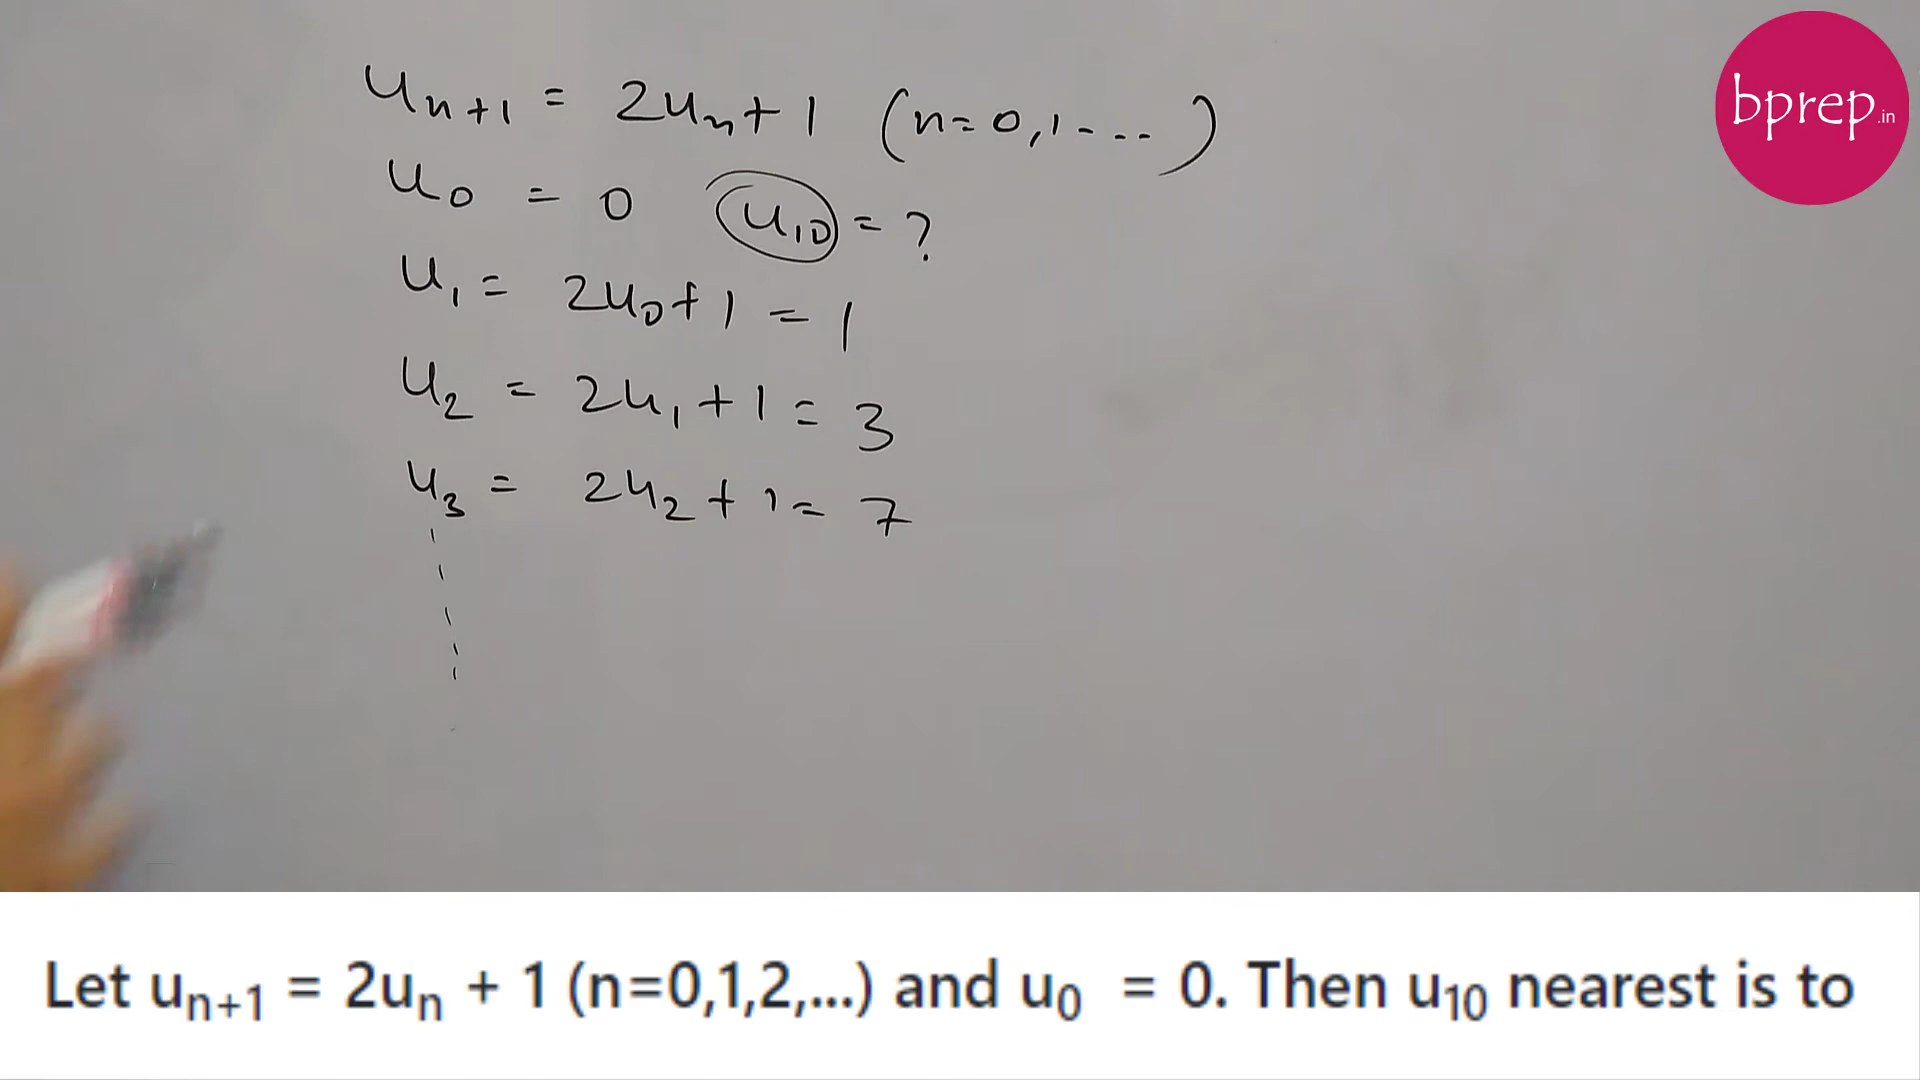 uₙ₊₁ = 2uₙ + 1 (n = 0, 1 - - - )
u₀ = 0 u₁₀ = ?
u₁ = 2u₀ + 1 = 1
u₂ = 2u₁ + 1 = 3
u₃ = 2u₂ + 1 = 7
bprep.in
Let uₙ₊₁ = 2uₙ + 1 (n=0,1,2,...) and u₀ = 0. Then u₁₀ nearest is to